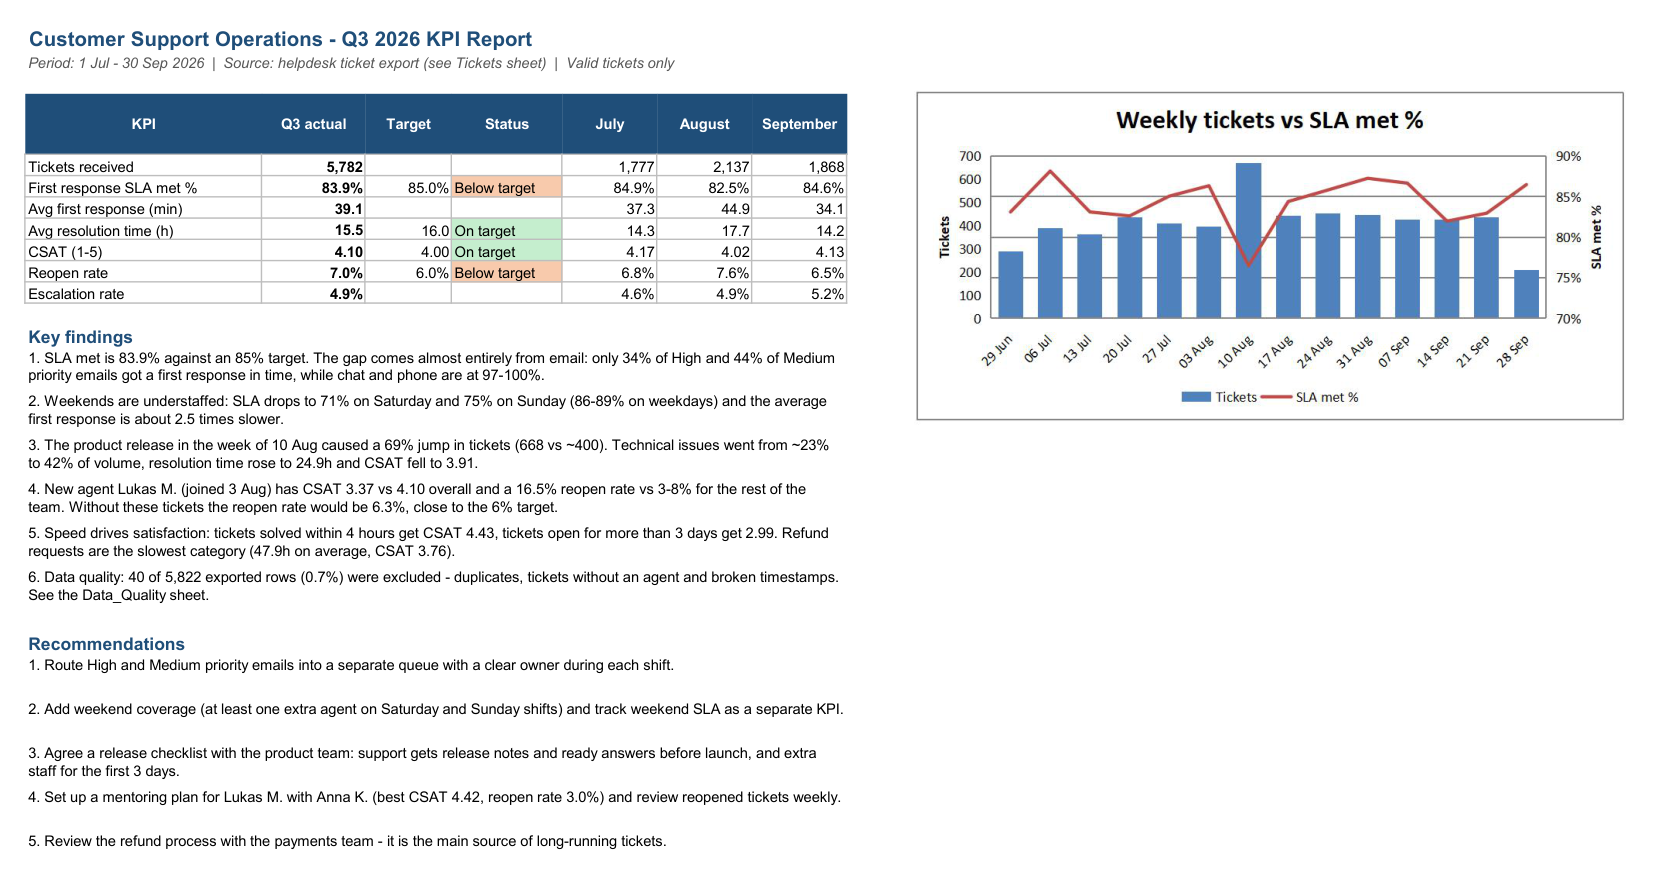 Customer Support Operations - Q3 2026 KPI Report
Period: 1 Jul - 30 Sep 2026 | Source: helpdesk ticket export (see Tickets sheet) | Valid tickets only
KPI Q3 actual Target Status July August September
Tickets received 5,782 1,777 2,137 1,868
First response SLA met % 83.9% 85.0% Below target 84.9% 82.5% 84.6%
Avg first response (min) 39.1 37.3 44.9 34.1
Avg resolution time (h) 15.5 16.0 On target 14.3 17.7 14.2
CSAT (1-5) 4.10 4.00 On target 4.17 4.02 4.13
Reopen rate 7.0% 6.0% Below target 6.8% 7.6% 6.5%
Escalation rate 4.9% 4.6% 4.9% 5.2%
Key findings
1. SLA met is 83.9% against an 85% target. The gap comes almost entirely from email: only 34% of High and 44% of Medium
priority emails got a first response in time, while chat and phone are at 97-100%.
2. Weekends are understaffed: SLA drops to 71% on Saturday and 75% on Sunday (86-89% on weekdays) and the average
first response is about 2.5 times slower.
3. The product release in the week of 10 Aug caused a 69% jump in tickets (668 vs ~400). Technical issues went from ~23%
to 42% of volume, resolution time rose to 24.9h and CSAT fell to 3.91.
4. New agent Lukas M. (joined 3 Aug) has CSAT 3.37 vs 4.10 overall and a 16.5% reopen rate vs 3-8% for the rest of the
team. Without these tickets the reopen rate would be 6.3%, close to the 6% target.
5. Speed drives satisfaction: tickets solved within 4 hours get CSAT 4.43, tickets open for more than 3 days get 2.99. Refund
requests are the slowest category (47.9h on average, CSAT 3.76).
6. Data quality: 40 of 5,822 exported rows (0.7%) were excluded - duplicates, tickets without an agent and broken timestamps.
See the Data_Quality sheet.
Recommendations
1. Route High and Medium priority emails into a separate queue with a clear owner during each shift.
2. Add weekend coverage (at least one extra agent on Saturday and Sunday shifts) and track weekend SLA as a separate KPI.
3. Agree a release checklist with the product team: support gets release notes and ready answers before launch, and extra
staff for the first 3 days.
4. Set up a mentoring plan for Lukas M. with Anna K. (best CSAT 4.42, reopen rate 3.0%) and review reopened tickets weekly.
5. Review the refund process with the payments team - it is the main source of long-running tickets.
Weekly tickets vs SLA met %
Tickets
700
600
500
400
300
200
100
0
90%
85%
80%
75%
70%
SLA met %
29 Jun 06 Jul 13 Jul 20 Jul 27 Jul 03 Aug 10 Aug 17 Aug 24 Aug 31 Aug 07 Sep 14 Sep 21 Sep 28 Sep
Tickets SLA met %